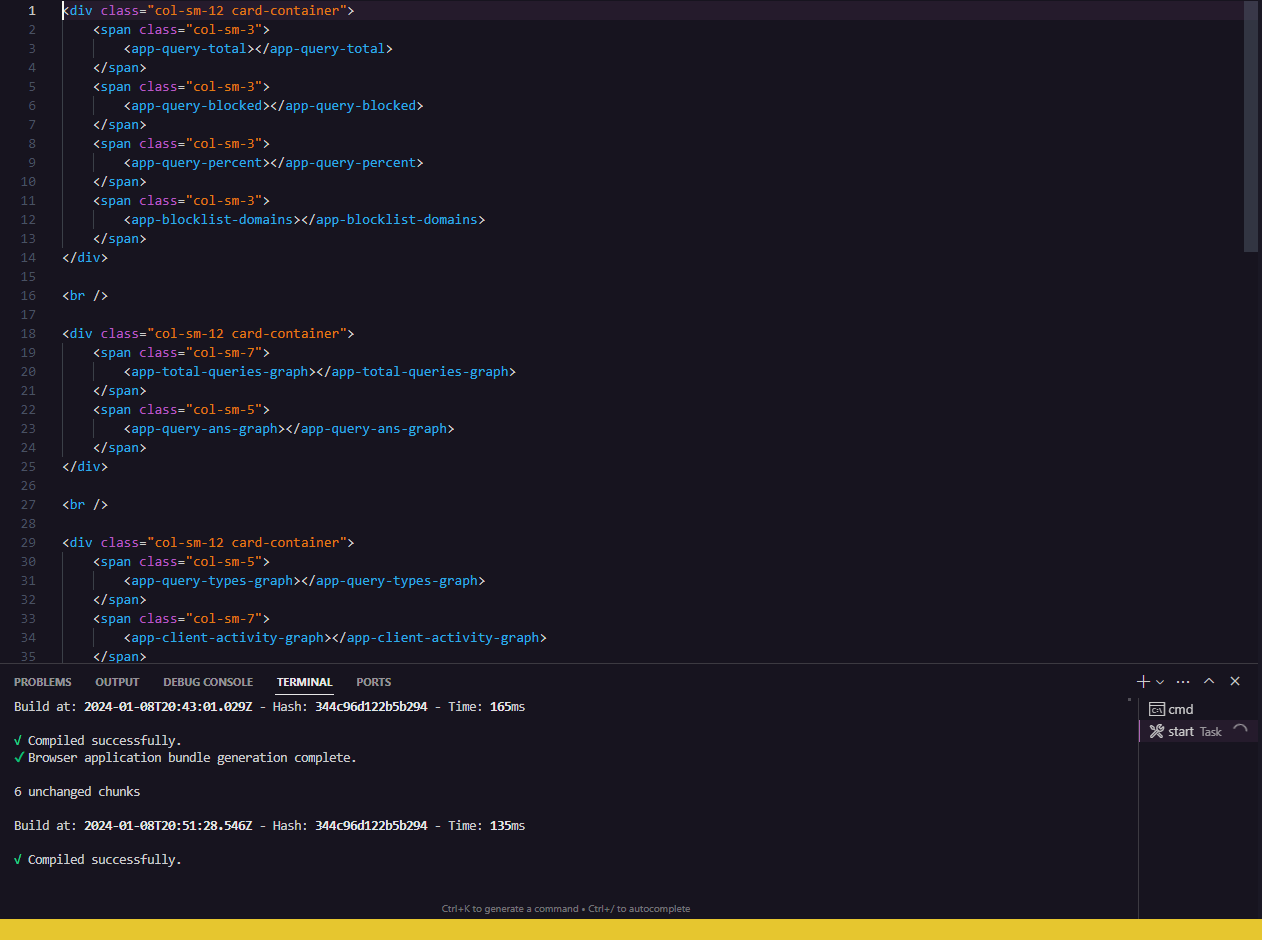 1 <div class="col-sm-12 card-container">
2     <span class="col-sm-3">
3         <app-query-total></app-query-total>
4     </span>
5     <span class="col-sm-3">
6         <app-query-blocked></app-query-blocked>
7     </span>
8     <span class="col-sm-3">
9         <app-query-percent></app-query-percent>
10     </span>
11     <span class="col-sm-3">
12         <app-blocklist-domains></app-blocklist-domains>
13     </span>
14 </div>
15
16 <br />
17
18 <div class="col-sm-12 card-container">
19     <span class="col-sm-7">
20         <app-total-queries-graph></app-total-queries-graph>
21     </span>
22     <span class="col-sm-5">
23         <app-query-ans-graph></app-query-ans-graph>
24     </span>
25 </div>
26
27 <br />
28
29 <div class="col-sm-12 card-container">
30     <span class="col-sm-5">
31         <app-query-types-graph></app-query-types-graph>
32     </span>
33     <span class="col-sm-7">
34         <app-client-activity-graph></app-client-activity-graph>
35     </span>
PROBLEMS OUTPUT DEBUG CONSOLE TERMINAL PORTS
Build at: 2024-01-08T20:43:01.029Z - Hash: 344c96d122b5b294 - Time: 165ms
√ Compiled successfully.
✓ Browser application bundle generation complete.
6 unchanged chunks
Build at: 2024-01-08T20:51:28.546Z - Hash: 344c96d122b5b294 - Time: 135ms
√ Compiled successfully.
Ctrl+K to generate a command • Ctrl+/ to autocomplete
cmd
start Task